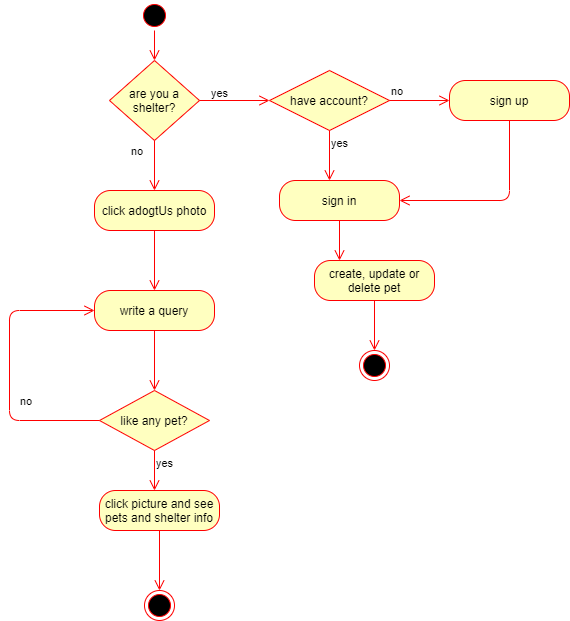 are you a
shelter?
yes
have account?
no
sign up
no
yes
click adogtUs photo
sign in
create, update or
delete pet
write a query
no
like any pet?
yes
click picture and see
pets and shelter info